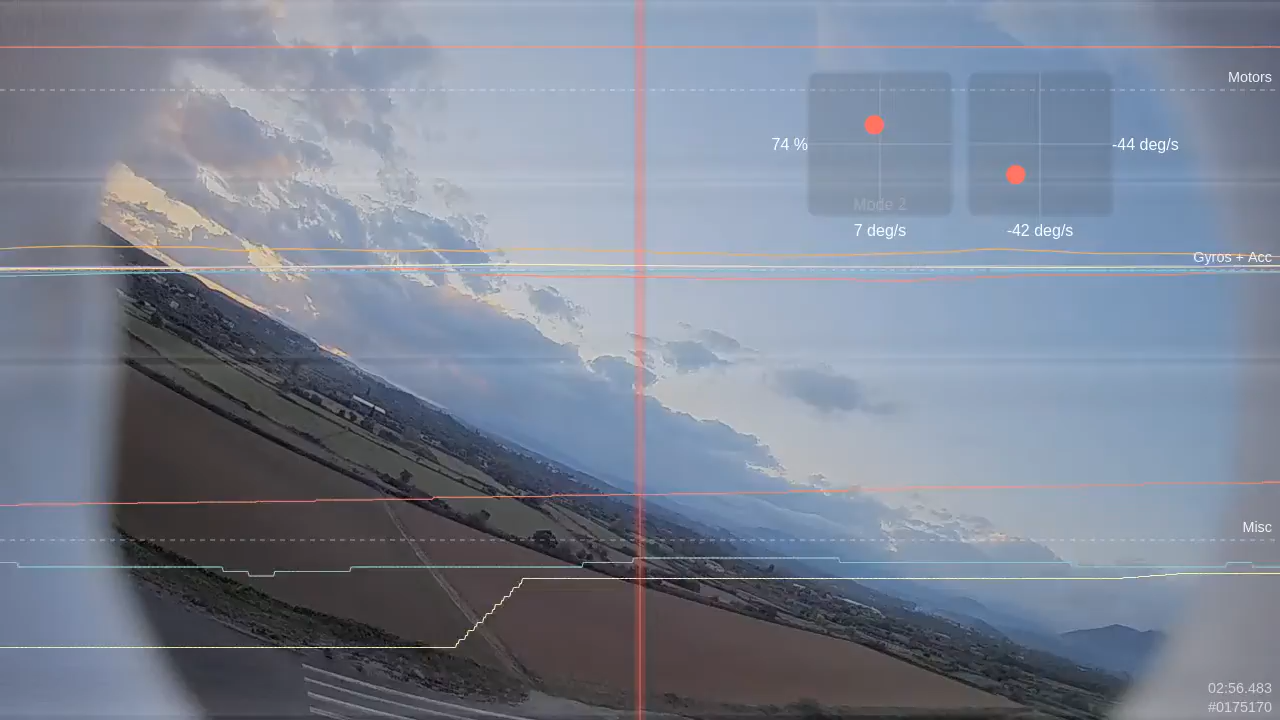 Motors
74 %
-44 deg/s
Mode 2
7 deg/s
-42 deg/s
Gyros + Acc
Misc
02:56.483
#0175170